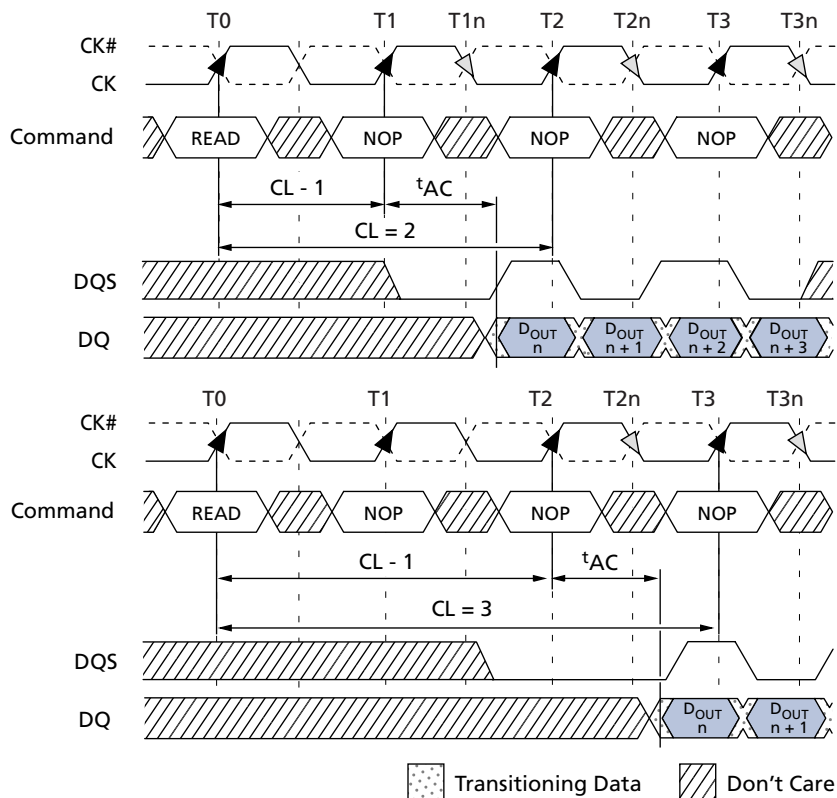 T0 T1 T1n T2 T2n T3 T3n
CK#
CK
Command READ NOP NOP NOP
CL - 1 tAC
CL = 2
DQS
DQ DOUT n DOUT n + 1 DOUT n + 2 DOUT n + 3
T0 T1 T2 T2n T3 T3n
CK#
CK
Command READ NOP NOP NOP
CL - 1 tAC
CL = 3
DQS
DQ DOUT n DOUT n + 1
Transitioning Data Don't Care